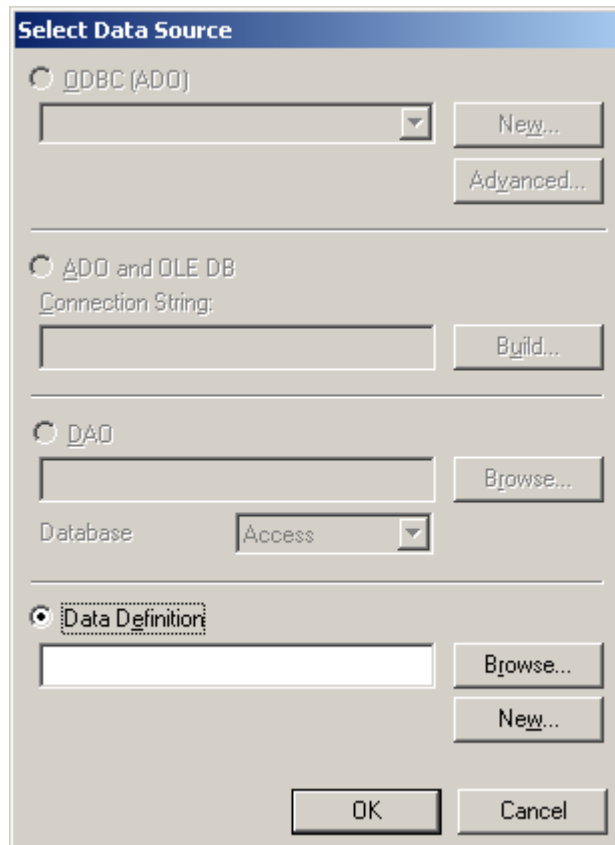 Select Data Source
ODBC (ADO)
New...
Advanced...
ADO and OLE DB
Connection String:
Build...
DAO
Browse...
Database Access
Data Definition
Browse...
New...
OK Cancel